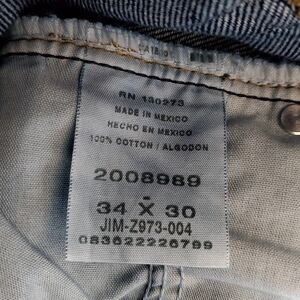 RN 130273
MADE IN MEXICO
HECHO EN MEXICO
100% COTTON / ALGODON
2008989
-
34 X 30
JIM-Z973-004
083622226799